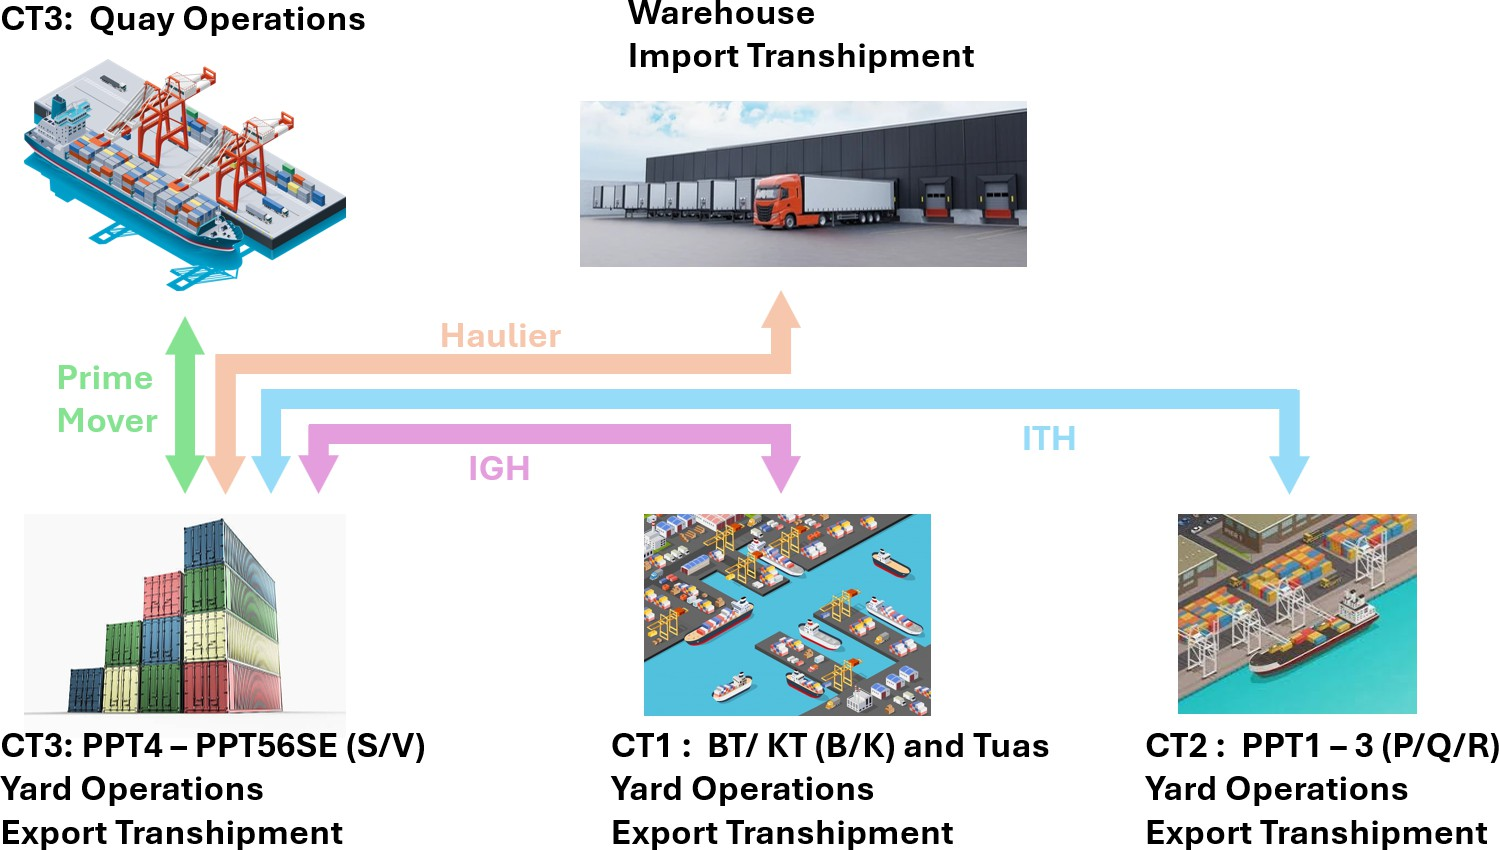 CT3:  Quay Operations
Warehouse
Import Transhipment
Haulier
Prime
Mover
ITH
IGH
CT3: PPT4 – PPT56SE (S/V)
Yard Operations
Export Transhipment
CT1 :  BT/ KT (B/K) and Tuas
Yard Operations
Export Transhipment
CT2 :  PPT1 – 3 (P/Q/R)
Yard Operations
Export Transhipment